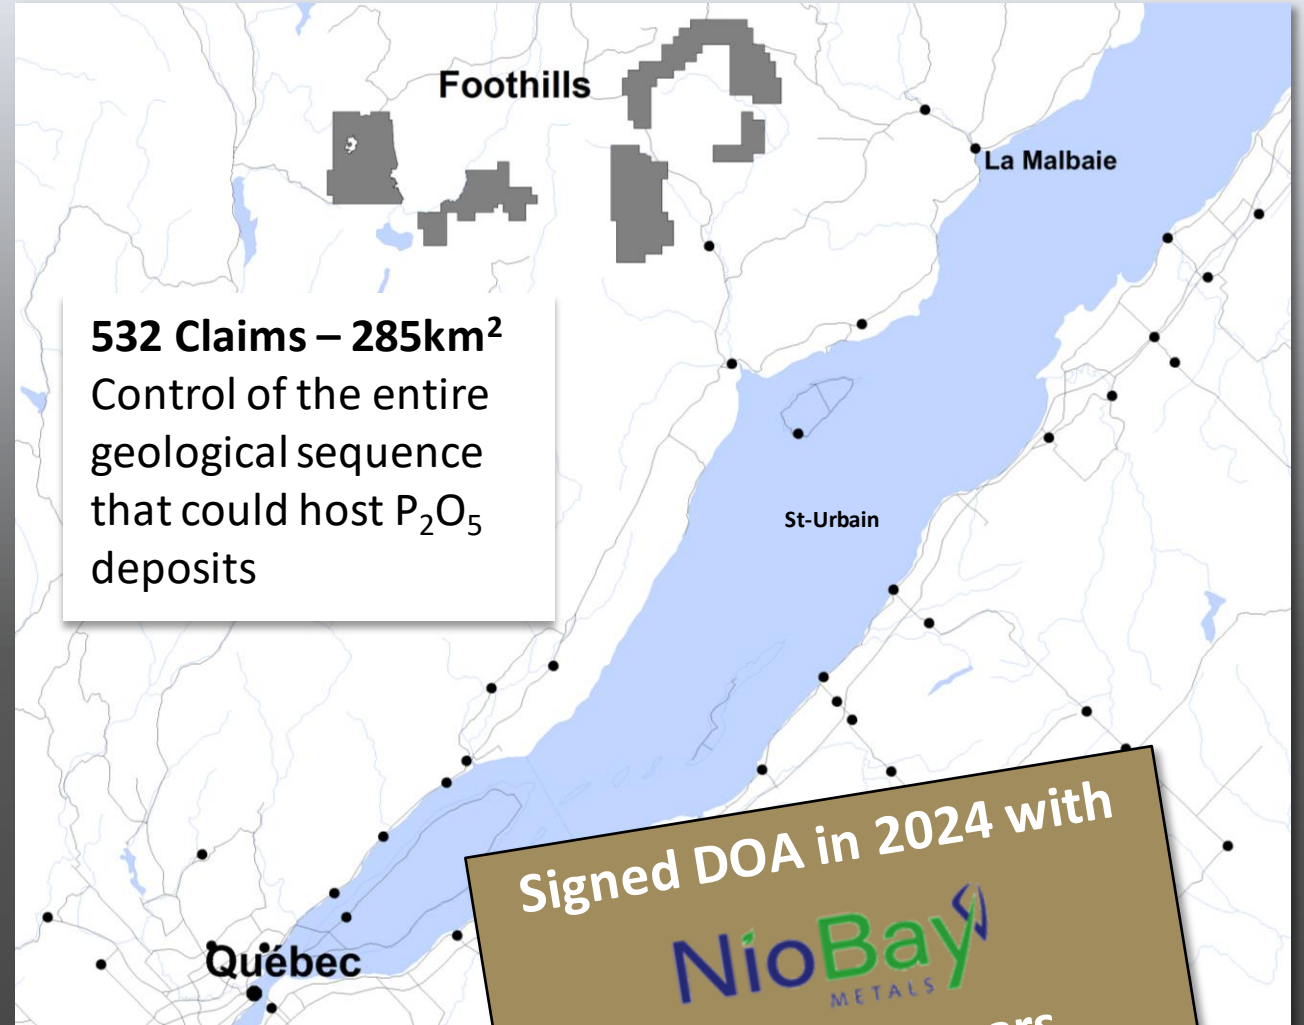 Foothills
La Malbaie
532 Claims – 285km²
Control of the entire
geological sequence
that could host P₂O₅
deposits
St-Urbain
Signed DOA in 2024 with
NioBay
METALS
Québec